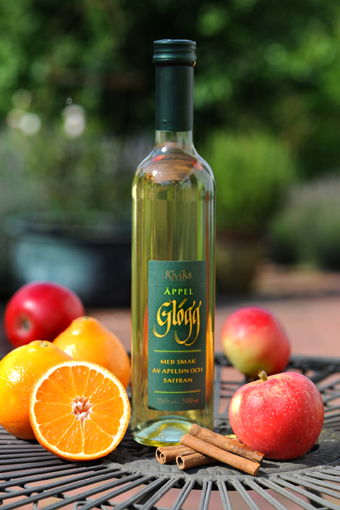 Kiviks
ÄPPEL
Glögg
MED SMAK
AV APELSIN OCH
SAFFRAN
500ml